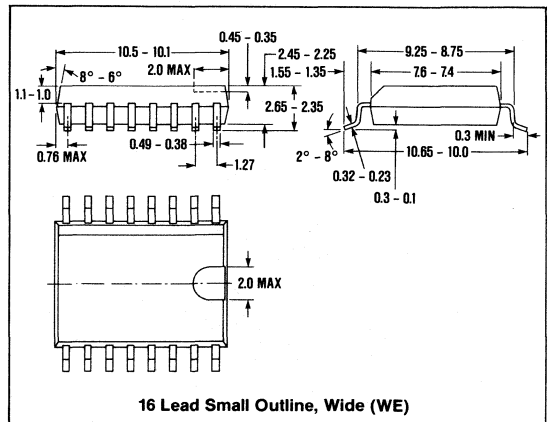 10.5 – 10.1
0.45 – 0.35
8° – 6°
2.0 MAX
2.45 – 2.25
1.55 – 1.35
9.25 – 8.75
7.6 – 7.4
1.1–1.0
2.65 – 2.35
0.76 MAX
0.49 – 0.38
1.27
2° – 8°
0.32 – 0.23
0.3 – 0.1
10.65 – 10.0
0.3 MIN
2.0 MAX
16 Lead Small Outline, Wide (WE)